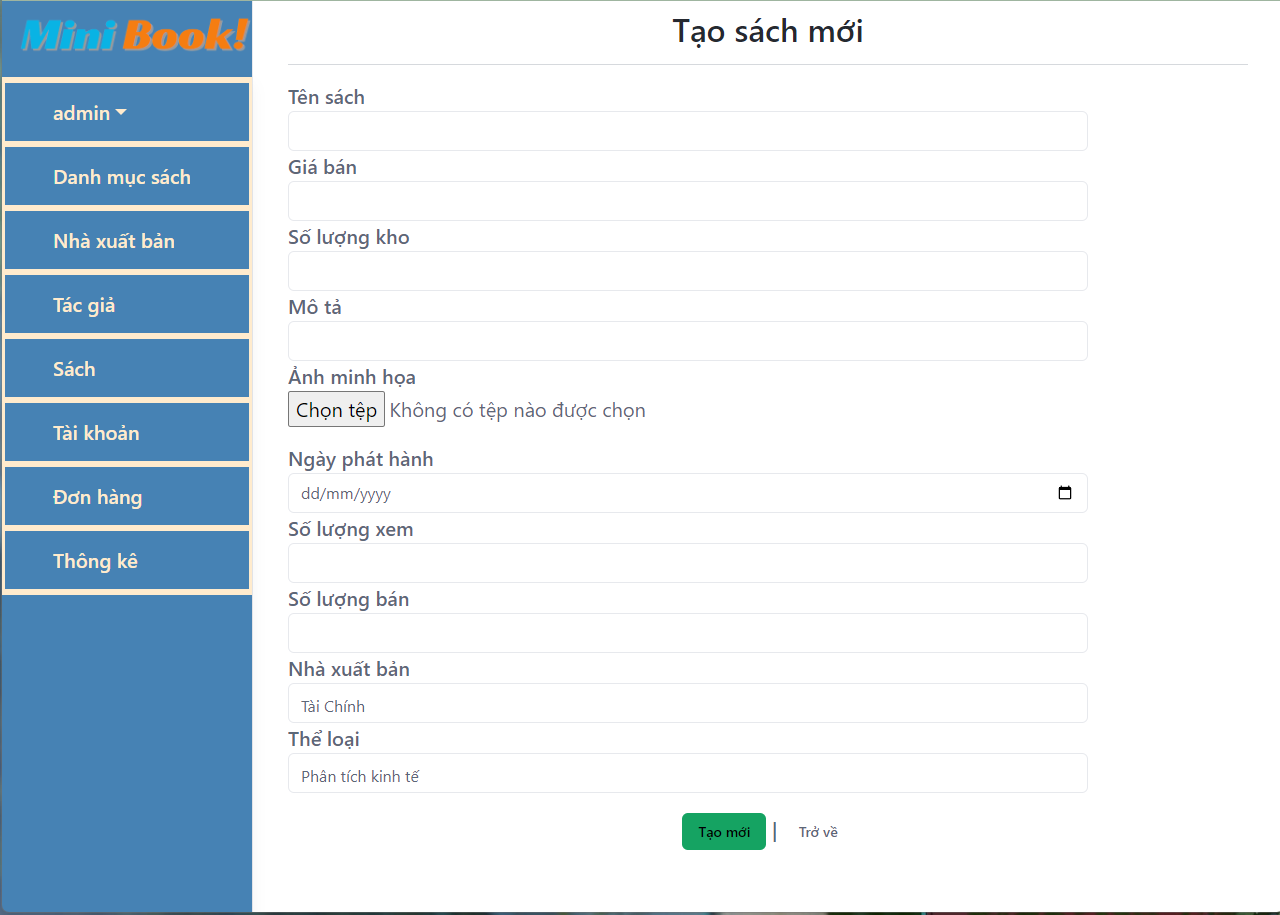 Mini Book!
admin
Danh mục sách
Nhà xuất bản
Tác giả
Sách
Tài khoản
Đơn hàng
Thông kê
Tạo sách mới
Tên sách
Giá bán
Số lượng kho
Mô tả
Ảnh minh họa
Chọn tệp Không có tệp nào được chọn
Ngày phát hành
dd/mm/yyyy
Số lượng xem
Số lượng bán
Nhà xuất bản
Tài Chính
Thể loại
Phân tích kinh tế
Tạo mới | Trở về